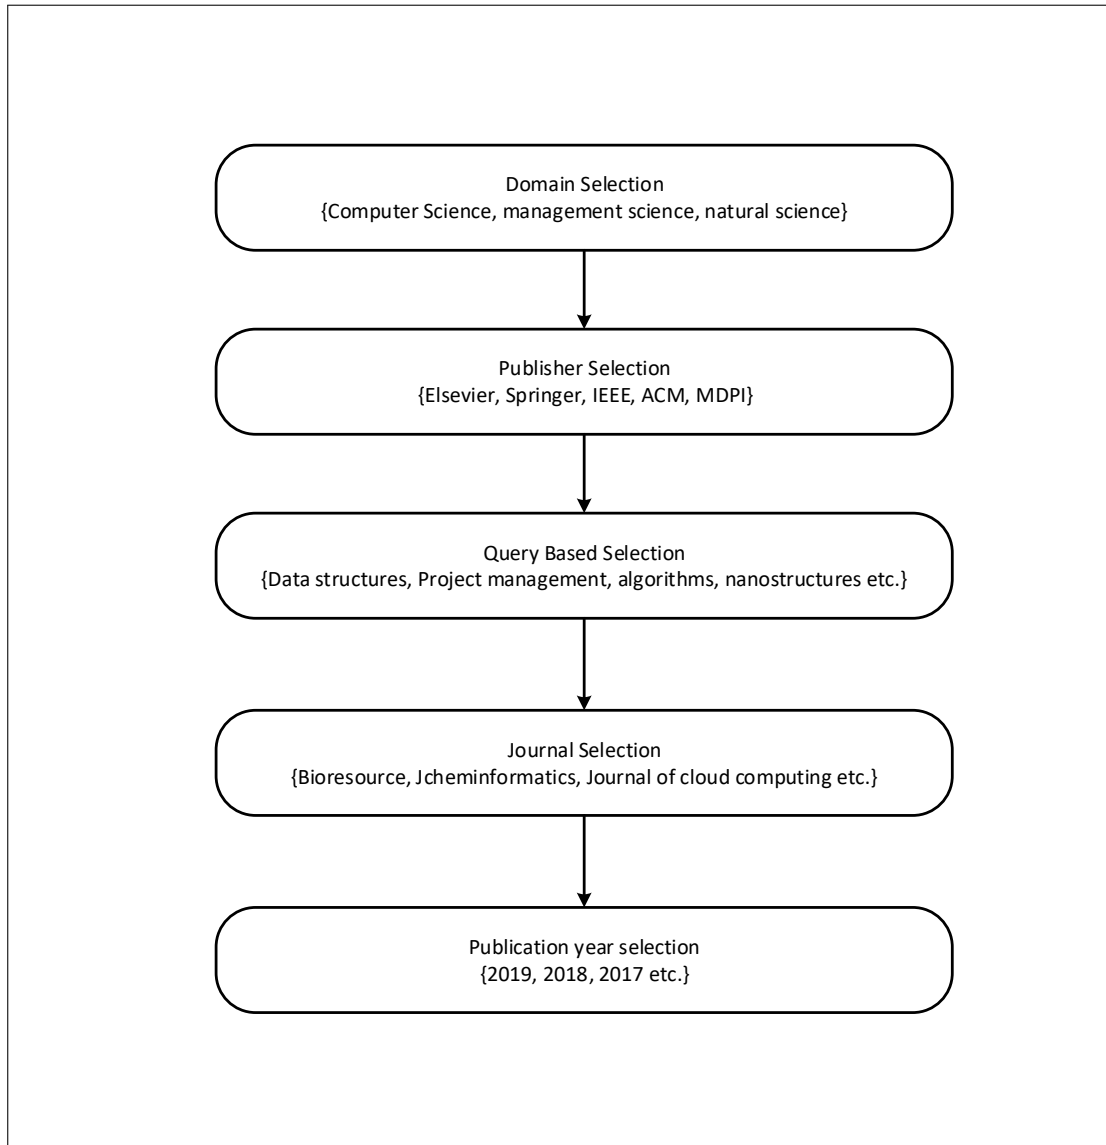 Domain Selection
{Computer Science, management science, natural science}
Publisher Selection
{Elsevier, Springer, IEEE, ACM, MDPI}
Query Based Selection
{Data structures, Project management, algorithms, nanostructures etc.}
Journal Selection
{Bioresource, Jcheminformatics, Journal of cloud computing etc.}
Publication year selection
{2019, 2018, 2017 etc.}